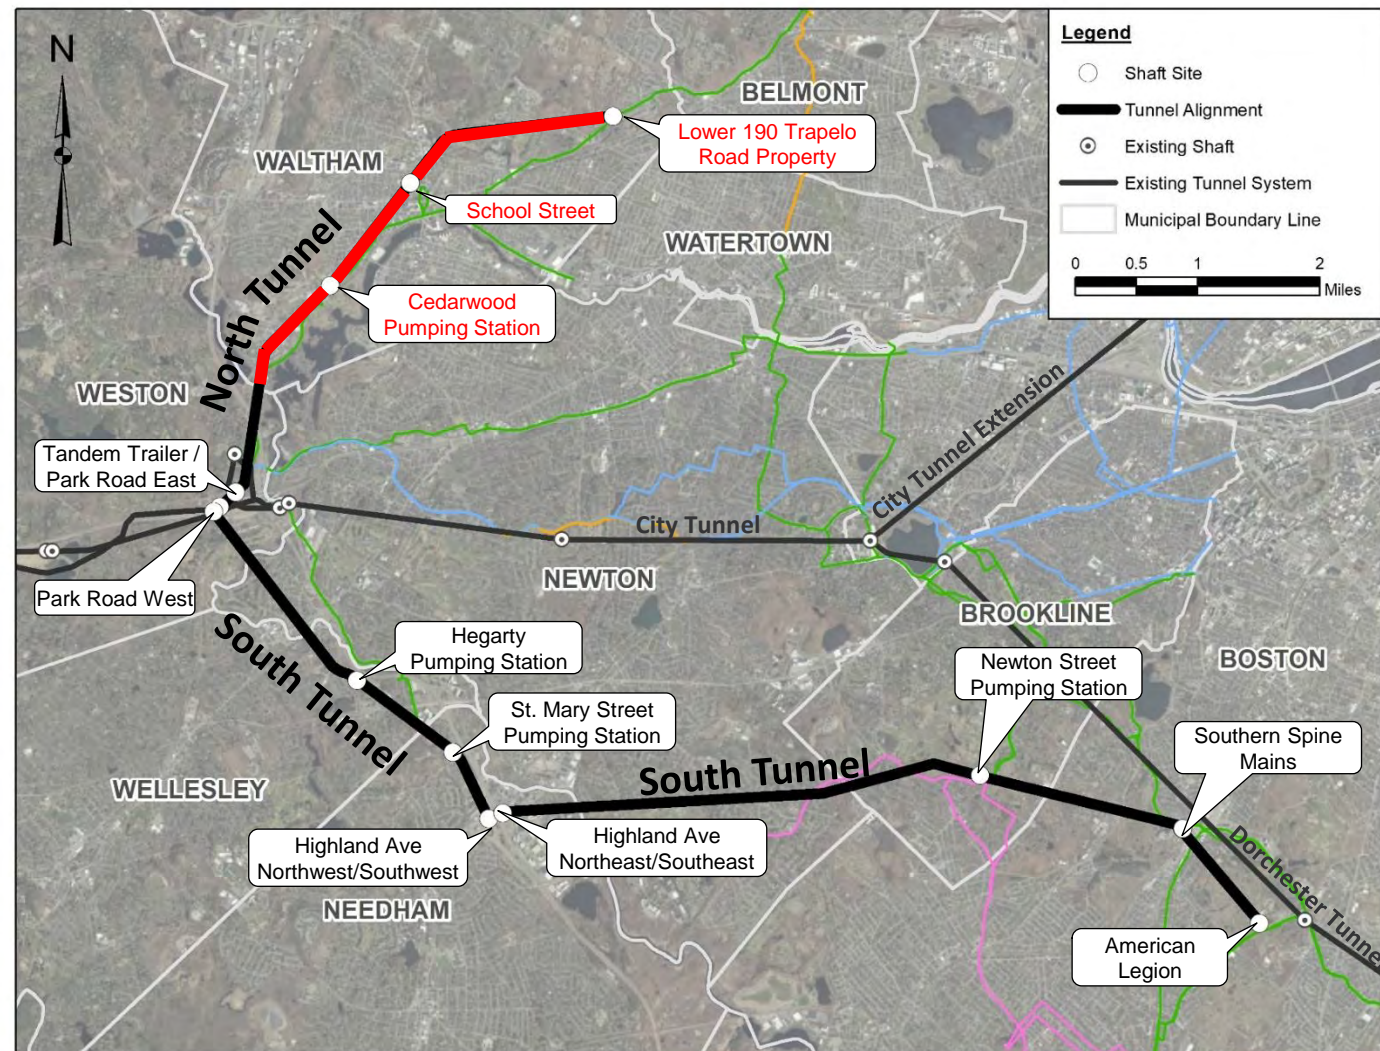 N
BELMONT
Legend
Shaft Site
Tunnel Alignment
Existing Shaft
Existing Tunnel System
Municipal Boundary Line
0 0.5 1 2
Miles
Lower 190 Trapelo
Road Property
WALTHAM
School Street
WATERTOWN
North Tunnel
Cedarwood
Pumping Station
WESTON
City Tunnel Extension
Tandem Trailer /
Park Road East
City Tunnel
NEWTON
Park Road West
BROOKLINE
South Tunnel
Hegarty
Pumping Station
BOSTON
Newton Street
Pumping Station
St. Mary Street
Pumping Station
Southern Spine
Mains
South Tunnel
WELLESLEY
Highland Ave
Northwest/Southwest
Highland Ave
Northeast/Southeast
Dorchester Tunnel
NEEDHAM
American
Legion